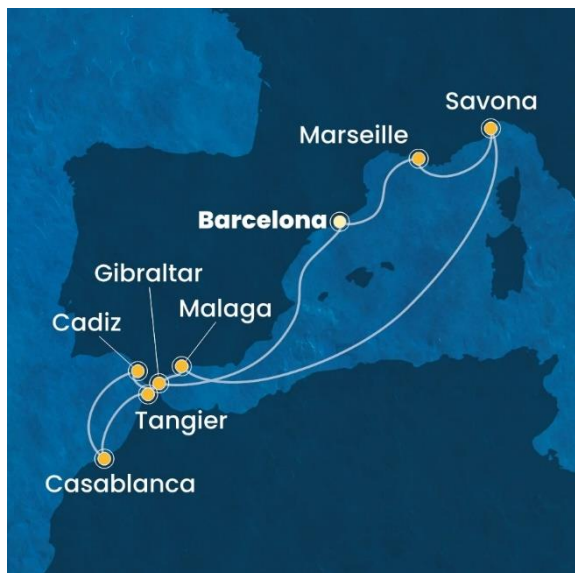 Savona
Marseille
Barcelona
Gibraltar
Malaga
Cadiz
Tangier
Casablanca